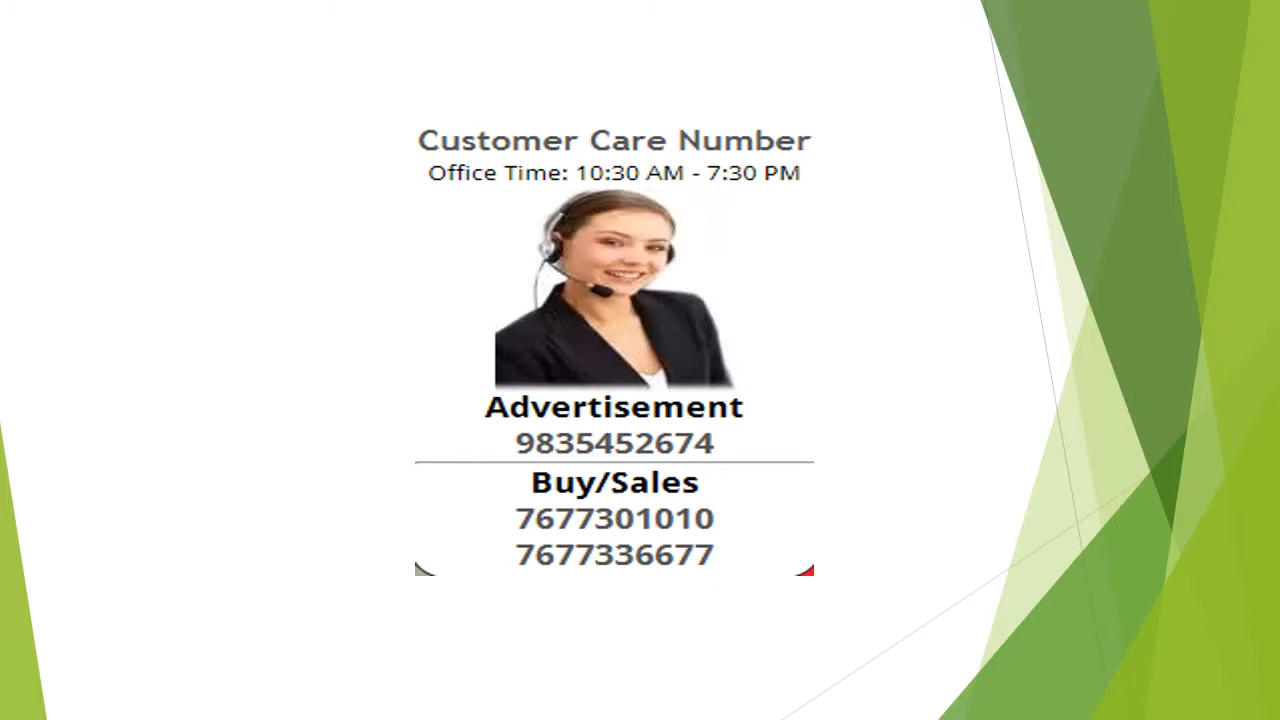 Customer Care Number
Office Time: 10:30 AM - 7:30 PM
Advertisement
9835452674
Buy/Sales
7677301010
7677336677